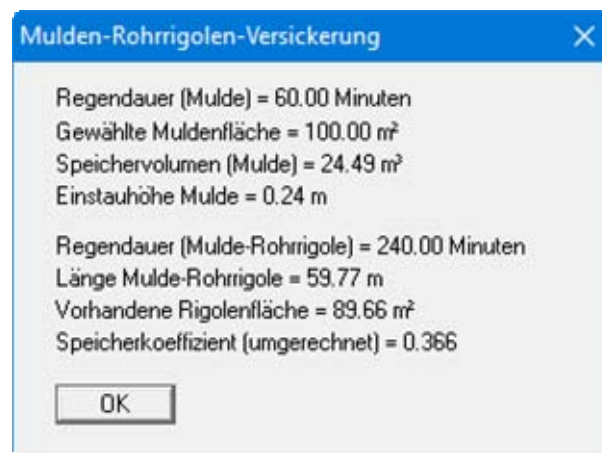 Mulden-Rohrrigolen-Versickerung
Regendauer (Mulde) = 60.00 Minuten
Gewählte Muldenfläche = 100.00 m²
Speichervolumen (Mulde) = 24.49 m³
Einstauhöhe Mulde = 0.24 m
Regendauer (Mulde-Rohrrigole) = 240.00 Minuten
Länge Mulde-Rohrrigole = 59.77 m
Vorhandene Rigolenfläche = 89.66 m²
Speicherkoeffizient (umgerechnet) = 0.366
OK